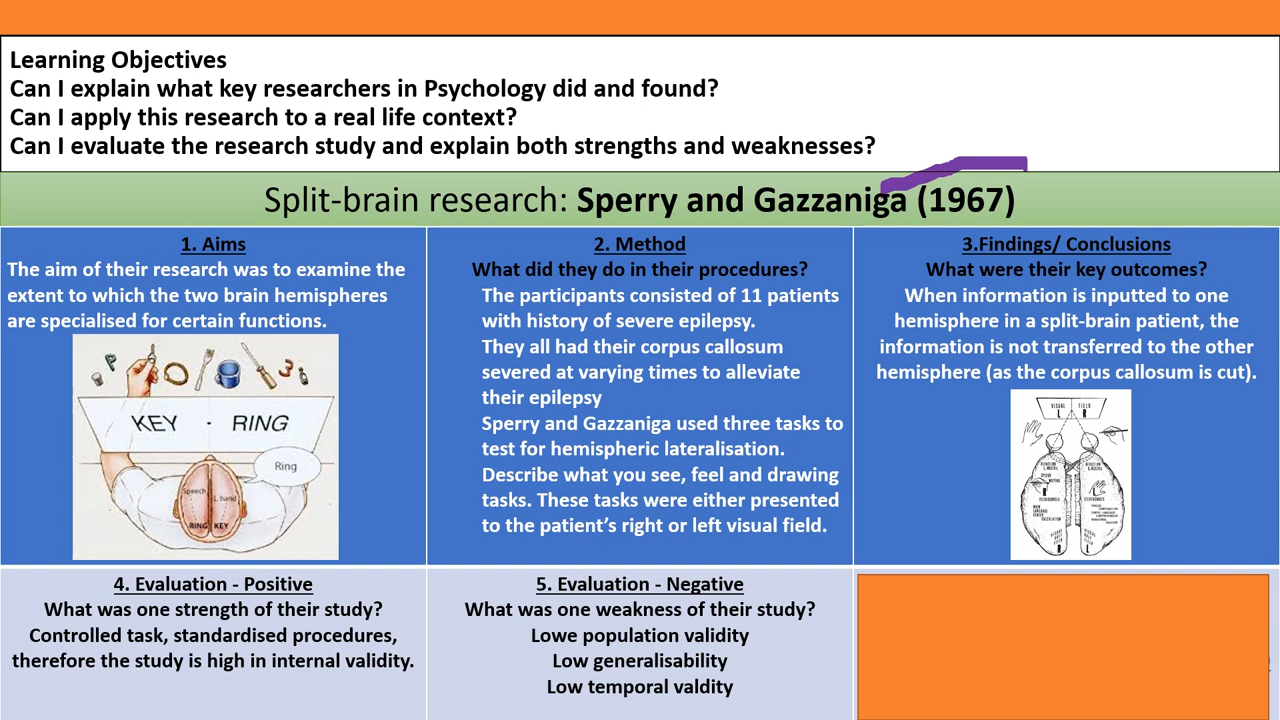 Learning Objectives
Can I explain what key researchers in Psychology did and found?
Can I apply this research to a real life context?
Can I evaluate the research study and explain both strengths and weaknesses?
Split-brain research: Sperry and Gazzaniga (1967)
1. Aims
The aim of their research was to examine the
extent to which the two brain hemispheres
are specialised for certain functions.
KEY · RING
Ring
Speech
L. hand
RING KEY
2. Method
What did they do in their procedures?
The participants consisted of 11 patients
with history of severe epilepsy.
They all had their corpus callosum
severed at varying times to alleviate
their epilepsy
Sperry and Gazzaniga used three tasks to
test for hemispheric lateralisation.
Describe what you see, feel and drawing
tasks. These tasks were either presented
to the patient's right or left visual field.
3.Findings/ Conclusions
What were their key outcomes?
When information is inputted to one
hemisphere in a split-brain patient, the
information is not transferred to the other
hemisphere (as the corpus callosum is cut).
VISUAL FIELD
L R
R L
4. Evaluation - Positive
What was one strength of their study?
Controlled task, standardised procedures,
therefore the study is high in internal validity.
5. Evaluation - Negative
What was one weakness of their study?
Lowe population validity
Low generalisability
Low temporal valdity